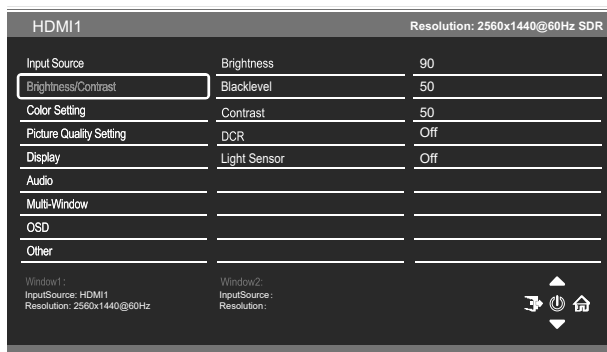 HDMI1 Resolution: 2560x1440@60Hz SDR
Input Source Brightness 90
Brightness/Contrast Blacklevel 50
Color Setting Contrast 50
Picture Quality Setting DCR Off
Display Light Sensor Off
Audio
Multi-Window
OSD
Other
Window1: Window2:
InputSource: HDMI1 InputSource:
Resolution: 2560x1440@60Hz Resolution: